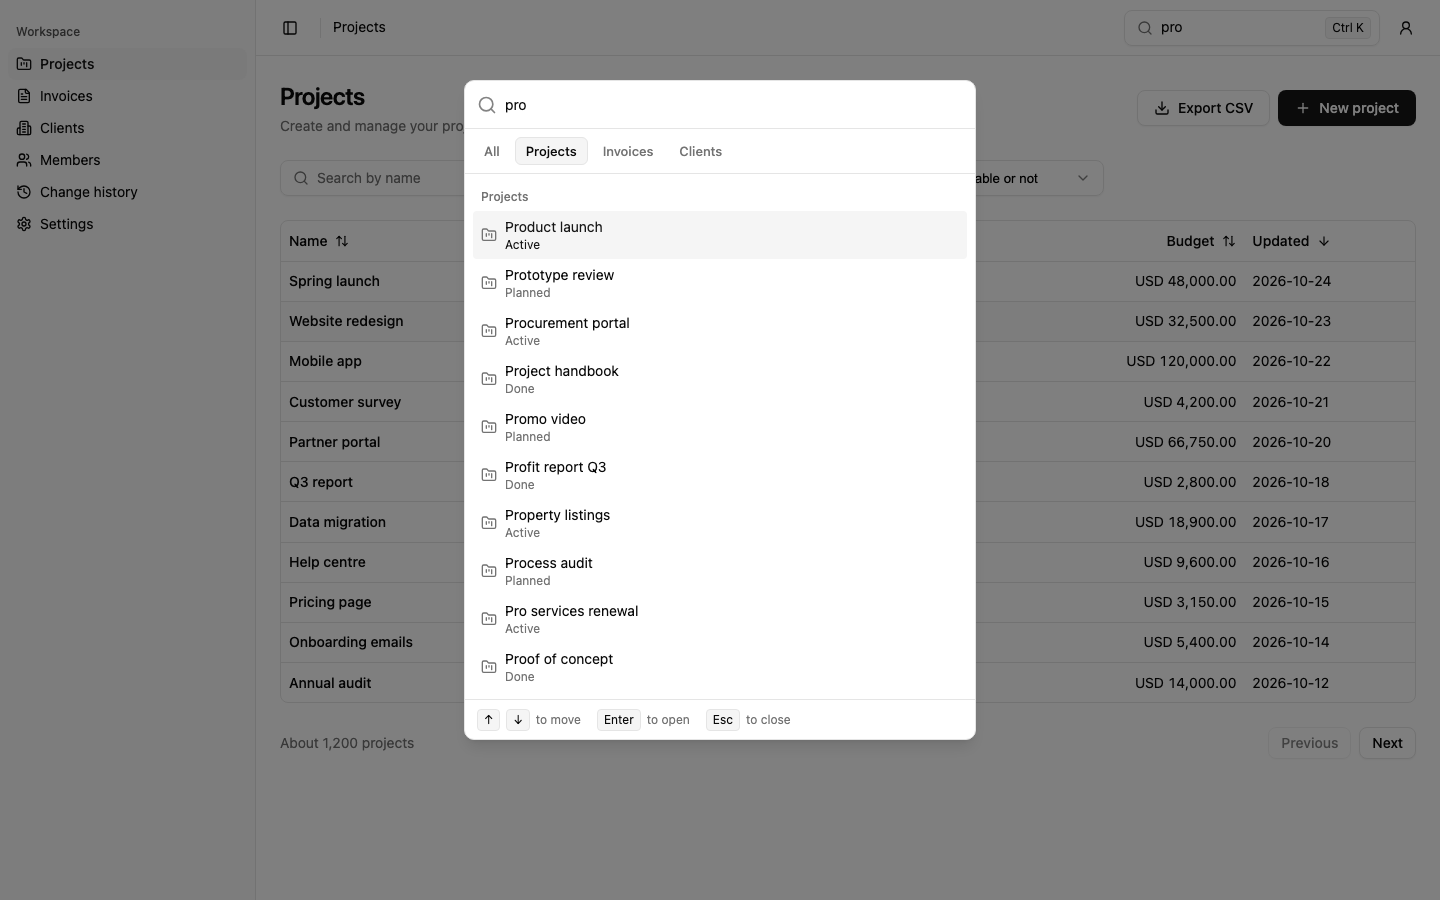 Workspace
Projects
Invoices
Clients
Members
Change history
Settings
Projects
pro
Ctrl K
Projects
Create and manage your proj
Export CSV
New project
Search by name
able or not
Name
Budget
Updated
Spring launch
USD 48,000.00
2026-10-24
Website redesign
USD 32,500.00
2026-10-23
Mobile app
USD 120,000.00
2026-10-22
Customer survey
USD 4,200.00
2026-10-21
Partner portal
USD 66,750.00
2026-10-20
Q3 report
USD 2,800.00
2026-10-18
Data migration
USD 18,900.00
2026-10-17
Help centre
USD 9,600.00
2026-10-16
Pricing page
USD 3,150.00
2026-10-15
Onboarding emails
USD 5,400.00
2026-10-14
Annual audit
USD 14,000.00
2026-10-12
About 1,200 projects
Previous
Next
pro
All
Projects
Invoices
Clients
Projects
Product launch
Active
Prototype review
Planned
Procurement portal
Active
Project handbook
Done
Promo video
Planned
Profit report Q3
Done
Property listings
Active
Process audit
Planned
Pro services renewal
Active
Proof of concept
Done
↑ ↓ to move
Enter to open
Esc to close